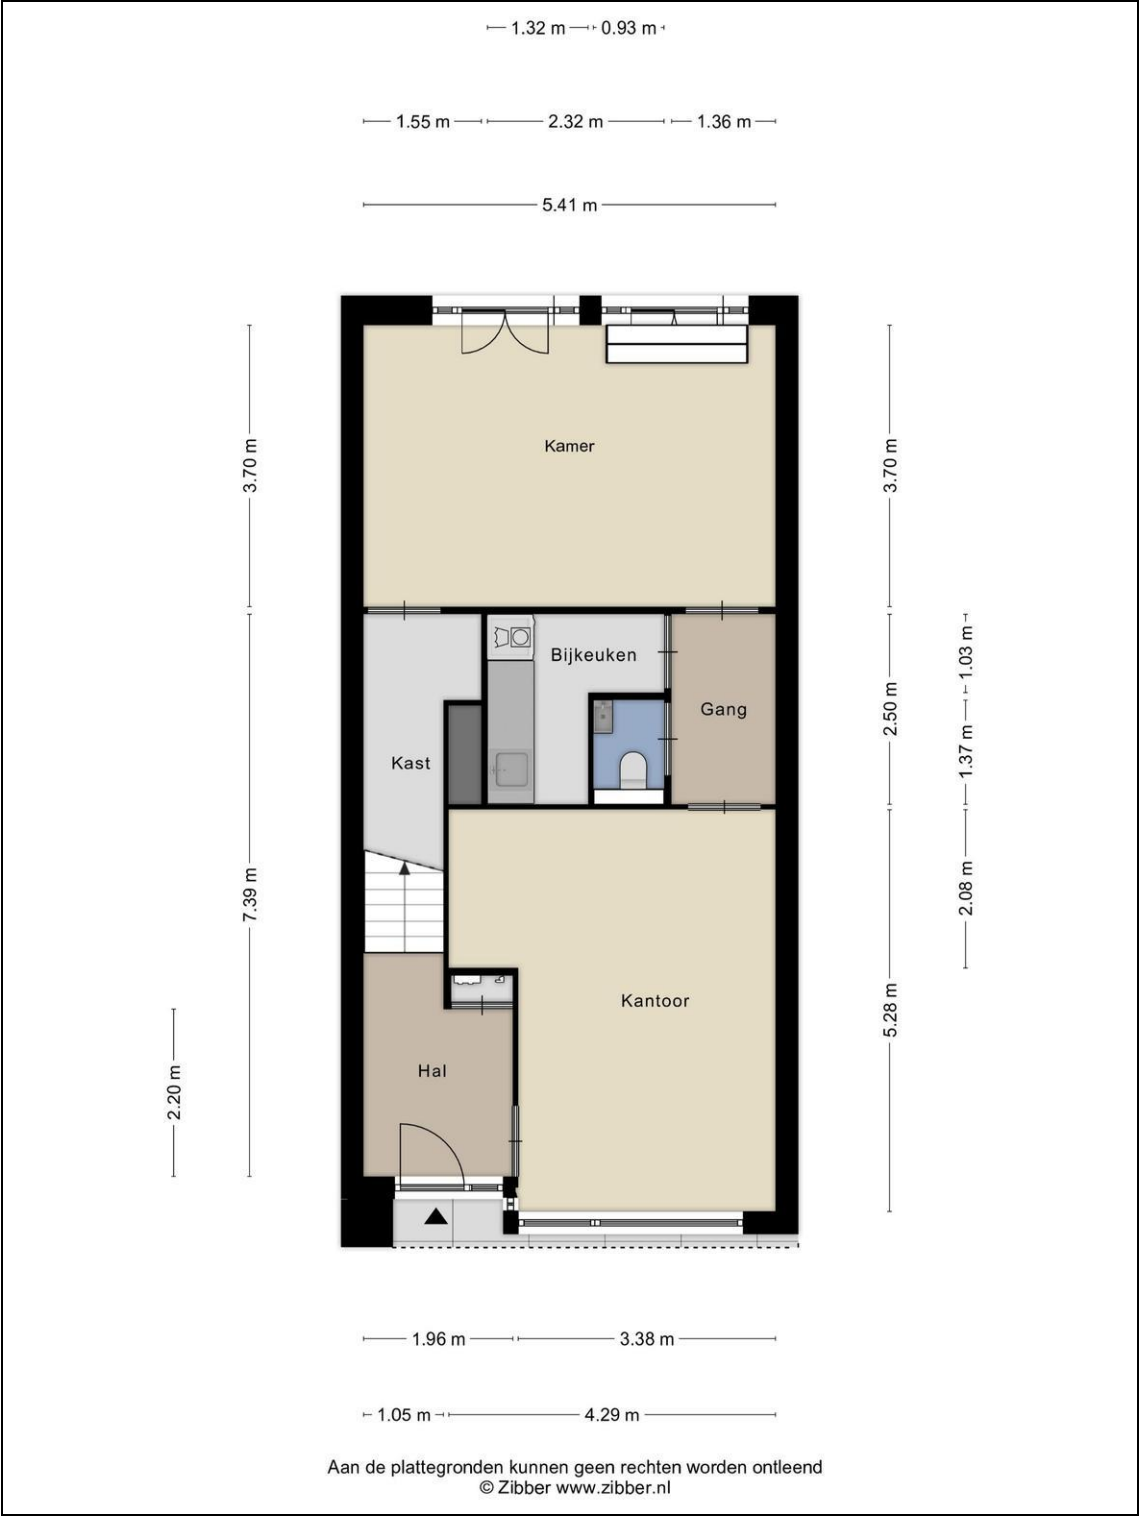 1.32 m 0.93 m
1.55 m 2.32 m 1.36 m
5.41 m
Kamer
3.70 m
3.70 m
Bijkeuken
1.03 m
Gang
2.50 m
1.37 m
Kast
7.39 m
2.08 m
Kantoor
5.28 m
Hal
2.20 m
1.96 m 3.38 m
1.05 m 4.29 m
Aan de plattegronden kunnen geen rechten worden ontleend
© Zibber www.zibber.nl